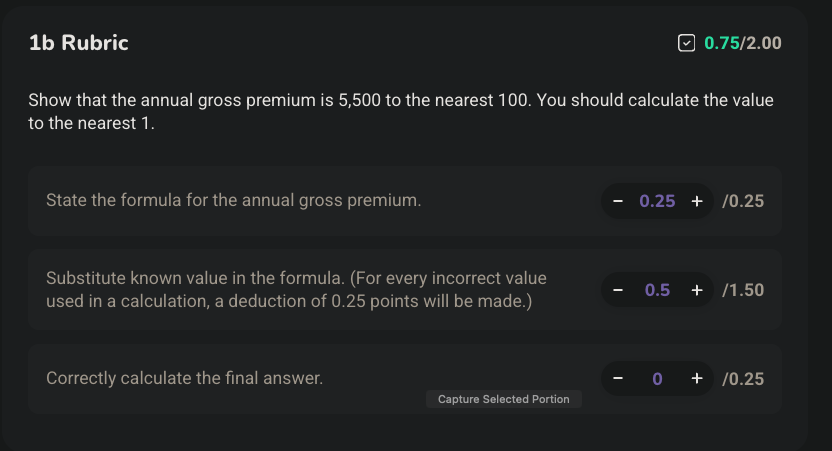 1b Rubric
0.75/2.00
Show that the annual gross premium is 5,500 to the nearest 100. You should calculate the value
to the nearest 1.
State the formula for the annual gross premium.
− 0.25 + /0.25
Substitute known value in the formula. (For every incorrect value
used in a calculation, a deduction of 0.25 points will be made.)
− 0.5 + /1.50
Correctly calculate the final answer.
− 0 + /0.25
Capture Selected Portion